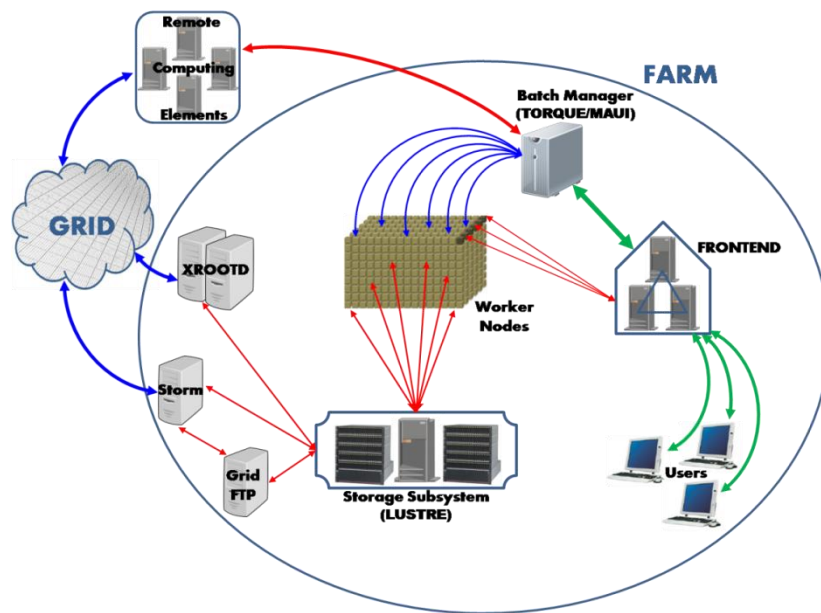 Remote
Computing
Elements
FARM
Batch Manager
(TORQUE/MAUI)
GRID
XROOTD
FRONTEND
Worker
Nodes
Storm
Grid
FTP
Storage Subsystem
(LUSTRE)
Users